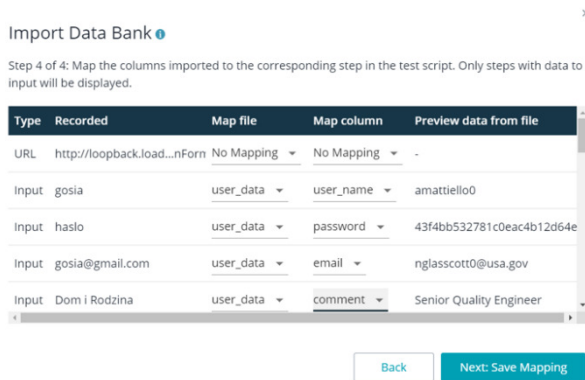 Import Data Bank
Step 4 of 4: Map the columns imported to the corresponding step in the test script. Only steps with data to
input will be displayed.
Type Recorded Map file Map column Preview data from file
URL http://loopback.load...nForm No Mapping No Mapping -
Input gosia user_data user_name amattiello0
Input haslo user_data password 43f4bb532781c0eac4b12d64e
Input gosia@gmail.com user_data email nglasscott0@usa.gov
Input Dom i Rodzina user_data comment Senior Quality Engineer
Back Next: Save Mapping